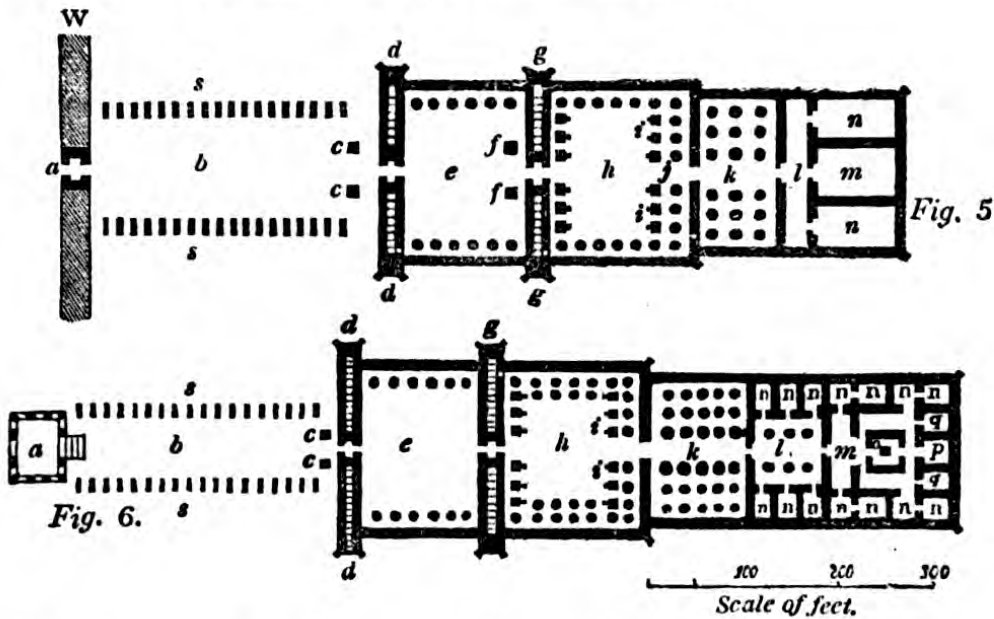 W
d g
s
c f i
a b e h j k l n m n Fig. 5
c f i
s
d g
d g
s
c i
a b e h k l m n n n n n n n q p q
c i
Fig. 6. s n n n n n n n
d
100 200 300
Scale of feet.